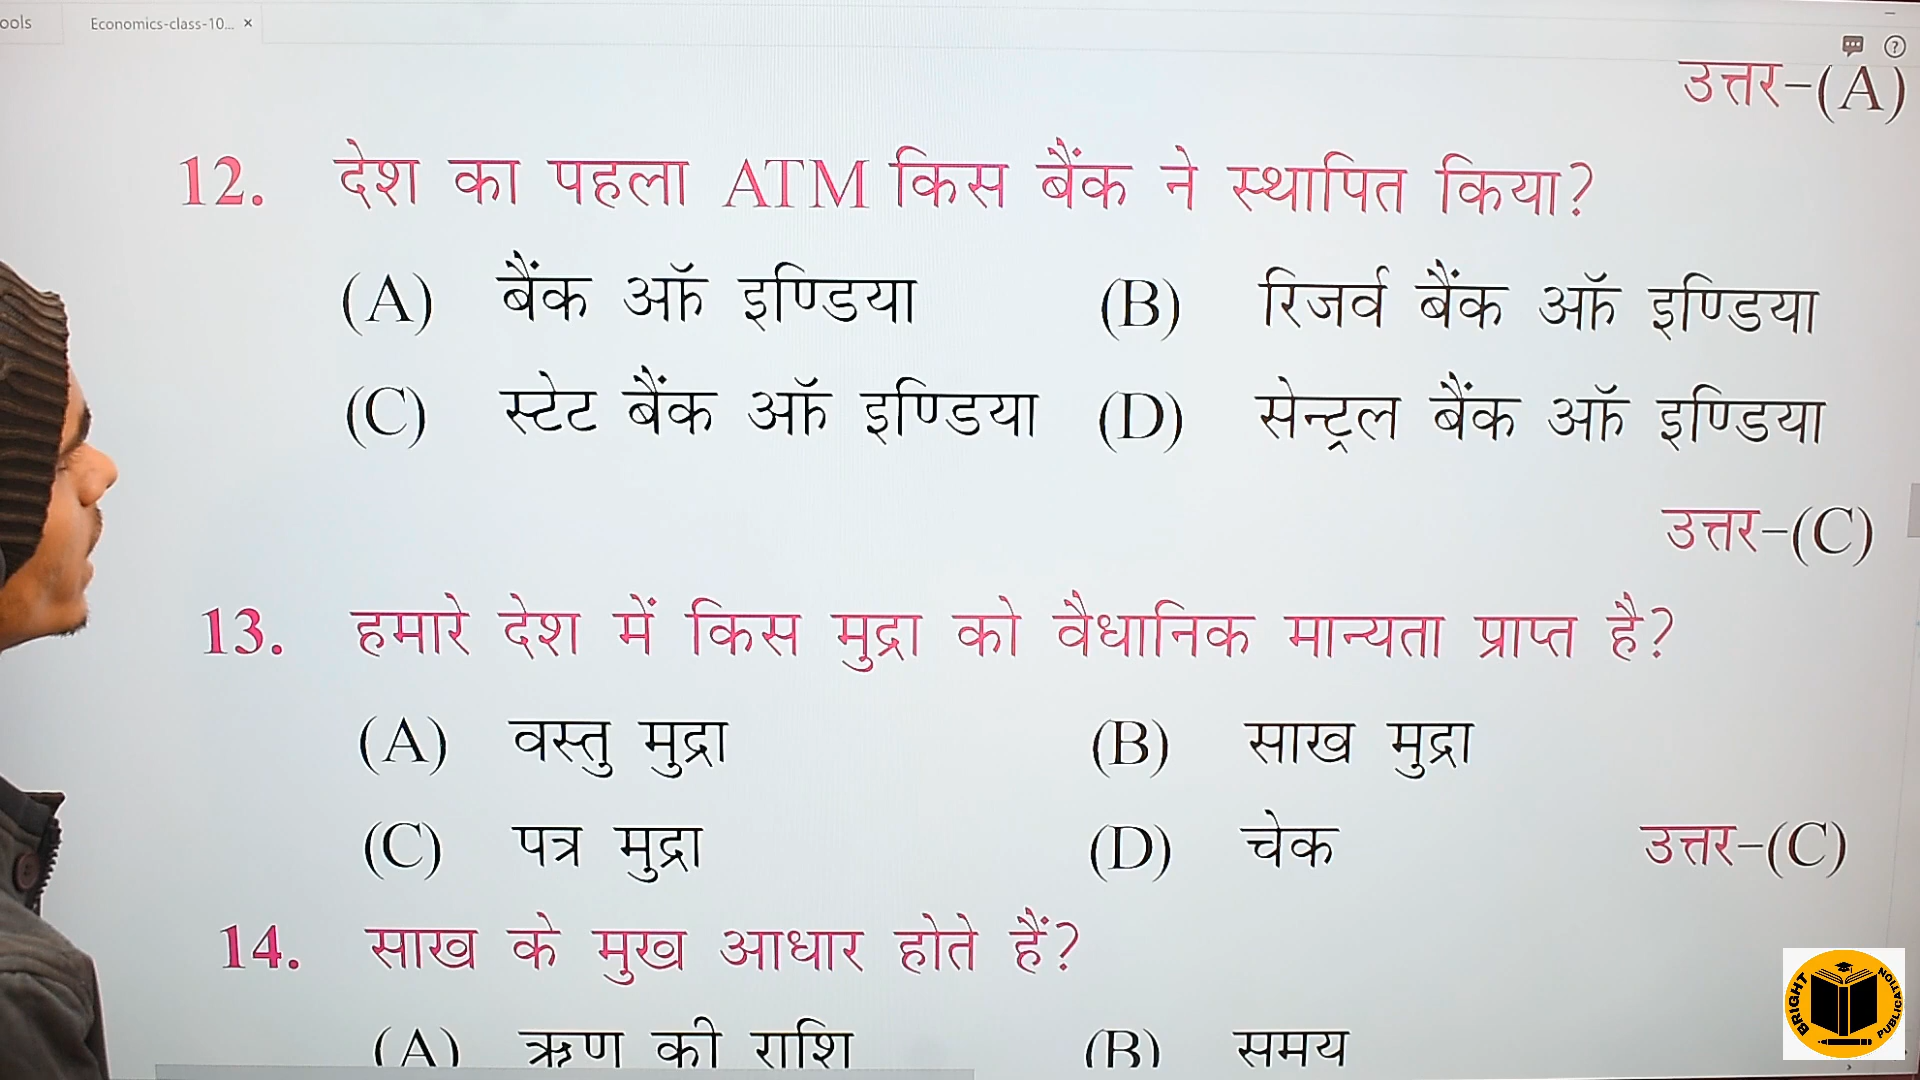 ools Economics-class-10... ×
उत्तर–(A)
12. देश का पहला ATM किस बैंक ने स्थापित किया?
(A) बैंक ऑफ इण्डिया (B) रिजर्व बैंक ऑफ इण्डिया
(C) स्टेट बैंक ऑफ इण्डिया (D) सेन्ट्रल बैंक ऑफ इण्डिया
उत्तर–(C)
13. हमारे देश में किस मुद्रा को वैधानिक मान्यता प्राप्त है?
(A) वस्तु मुद्रा (B) साख मुद्रा
(C) पत्र मुद्रा (D) चेक उत्तर–(C)
14. साख के मुख आधार होते हैं?
(A) ऋण की राशि (B) समय
BRIGHT PUBLICATION